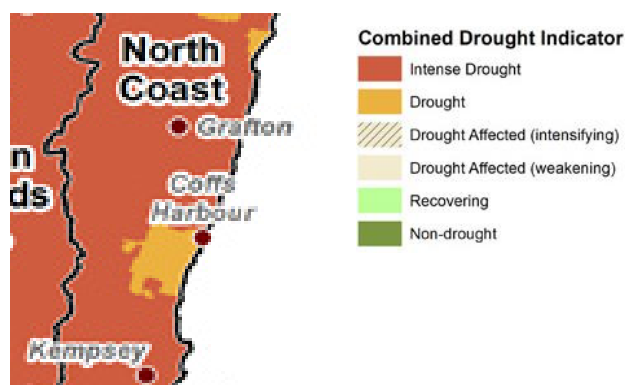 North
Coast
Grafton
n
ds
Coffs
Harbour
Kempsey
Combined Drought Indicator
Intense Drought
Drought
Drought Affected (intensifying)
Drought Affected (weakening)
Recovering
Non-drought